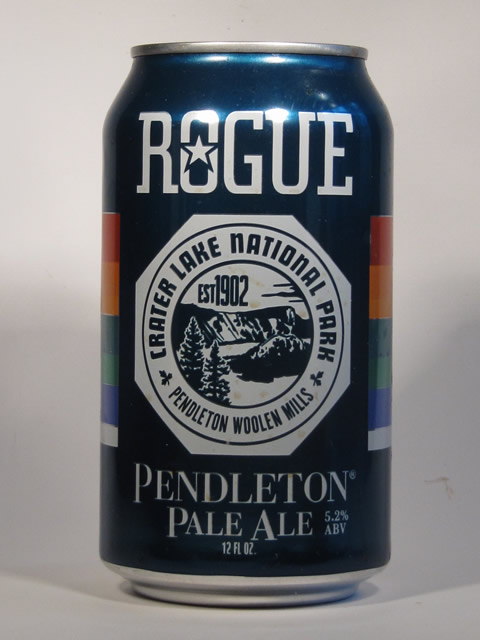 ROGUE
CRATER LAKE NATIONAL PARK
EST 1902
PENDLETON WOOLEN MILLS
PENDLETON®
PALE ALE 5.2% ABV
12 FL OZ.